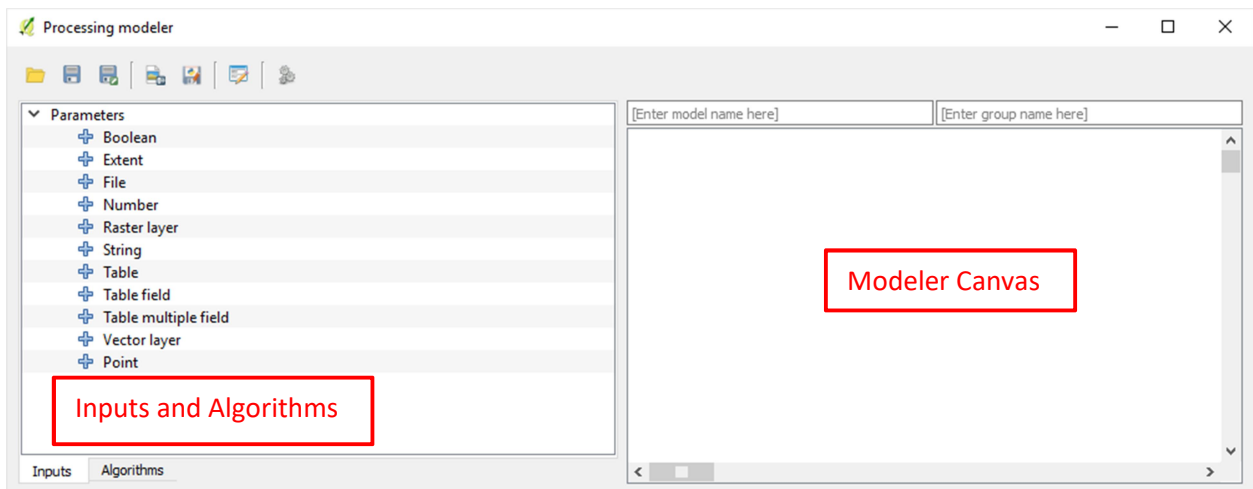 Processing modeler
Parameters
Boolean
Extent
File
Number
Raster layer
String
Table
Table field
Table multiple field
Vector layer
Point
Inputs and Algorithms
Inputs Algorithms
[Enter model name here] [Enter group name here]
Modeler Canvas